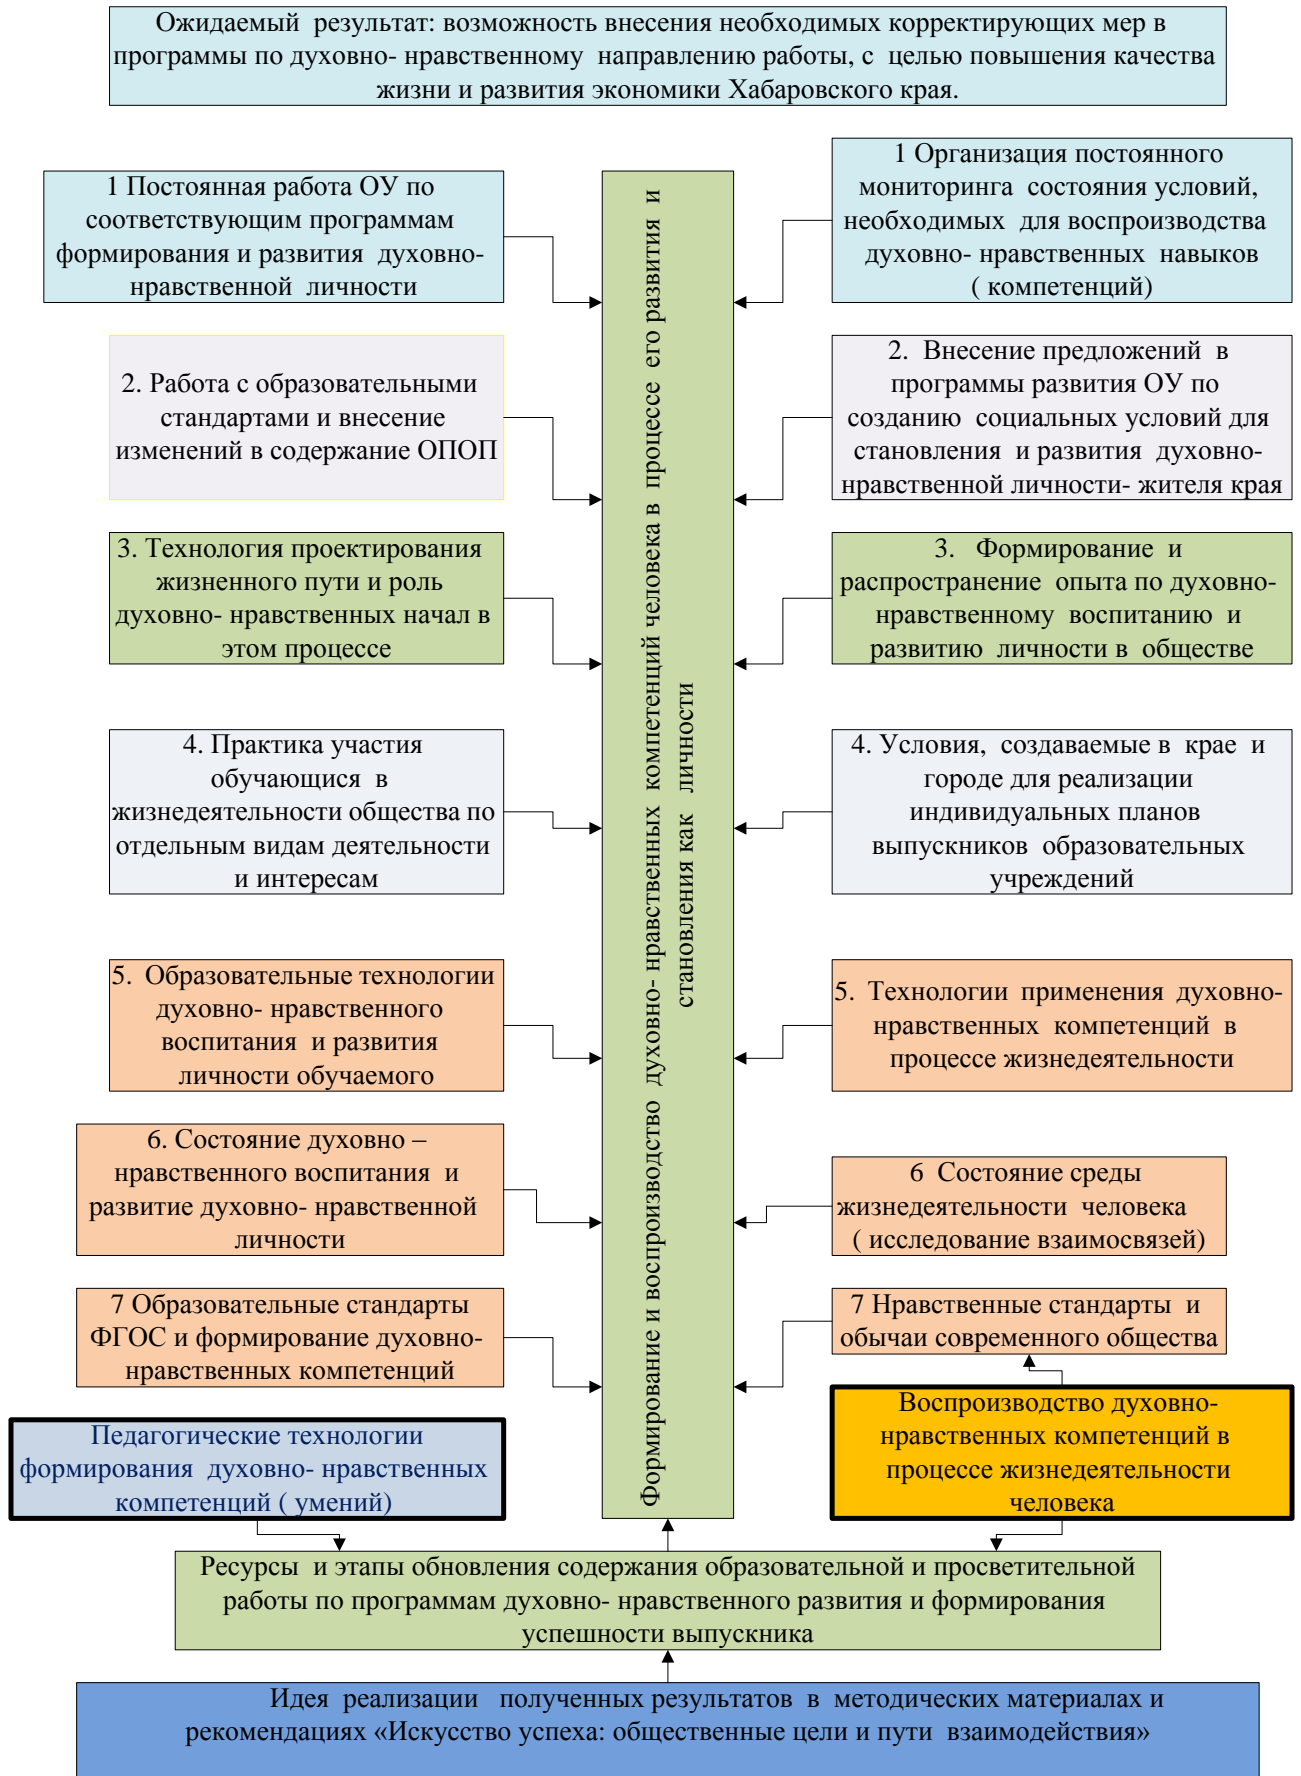 Ожидаемый результат: возможность внесения необходимых корректирующих мер в
программы по духовно- нравственному направлению работы, с целью повышения качества
жизни и развития экономики Хабаровского края.
1 Постоянная работа ОУ по
соответствующим программам
формирования и развития духовно-
нравственной личности
2. Работа с образовательными
стандартами и внесение
изменений в содержание ОПОП
3. Технология проектирования
жизненного пути и роль
духовно- нравственных начал в
этом процессе
4. Практика участия
обучающися в
жизнедеятельности общества по
отдельным видам деятельности
и интересам
5. Образовательные технологии
духовно- нравственного
воспитания и развития
личности обучаемого
6. Состояние духовно –
нравственного воспитания и
развитие духовно- нравственной
личности
7 Образовательные стандарты
ФГОС и формирование духовно-
нравственных компетенций
Педагогические технологии
формирования духовно- нравственных
компетенций ( умений)
Формирование и воспроизводство духовно- нравственных компетенций человека в процессе его развития и
становления как личности
1 Организация постоянного
мониторинга состояния условий,
необходимых для воспроизводства
духовно- нравственных навыков
( компетенций)
2. Внесение предложений в
программы развития ОУ по
созданию социальных условий для
становления и развития духовно-
нравственной личности- жителя края
3. Формирование и
распространение опыта по духовно-
нравственному воспитанию и
развитию личности в обществе
4. Условия, создаваемые в крае и
городе для реализации
индивидуальных планов
выпускников образовательных
учреждений
5. Технологии применения духовно-
нравственных компетенций в
процессе жизнедеятельности
6 Состояние среды
жизнедеятельности человека
( исследование взаимосвязей)
7 Нравственные стандарты и
обычаи современного общества
Воспроизводство духовно-
нравственных компетенций в
процессе жизнедеятельности
человека
Ресурсы и этапы обновления содержания образовательной и просветительной
работы по программам духовно- нравственного развития и формирования
успешности выпускника
Идея реализации полученных результатов в методических материалах и
рекомендациях «Искусство успеха: общественные цели и пути взаимодействия»